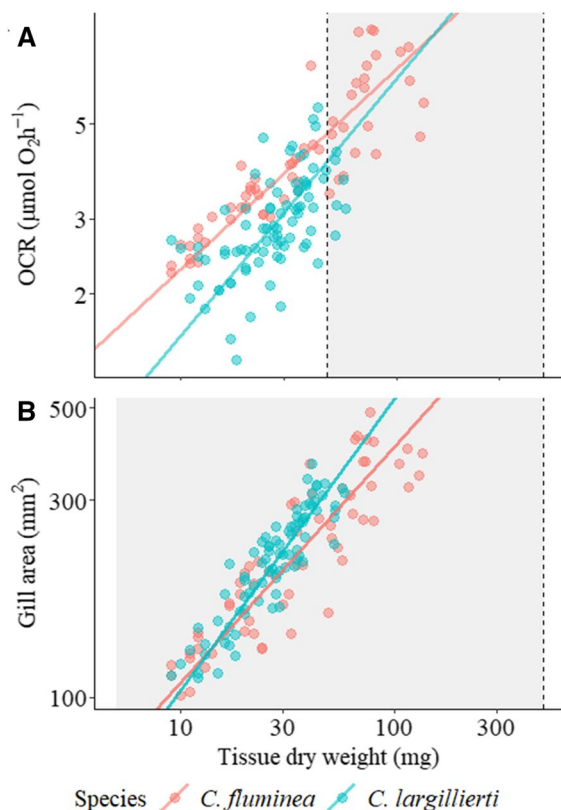 A
OCR (µmol O₂h⁻¹)
5
3
2
B
Gill area (mm²)
500
300
100
10 30 100 300
Tissue dry weight (mg)
Species C. fluminea C. largillierti